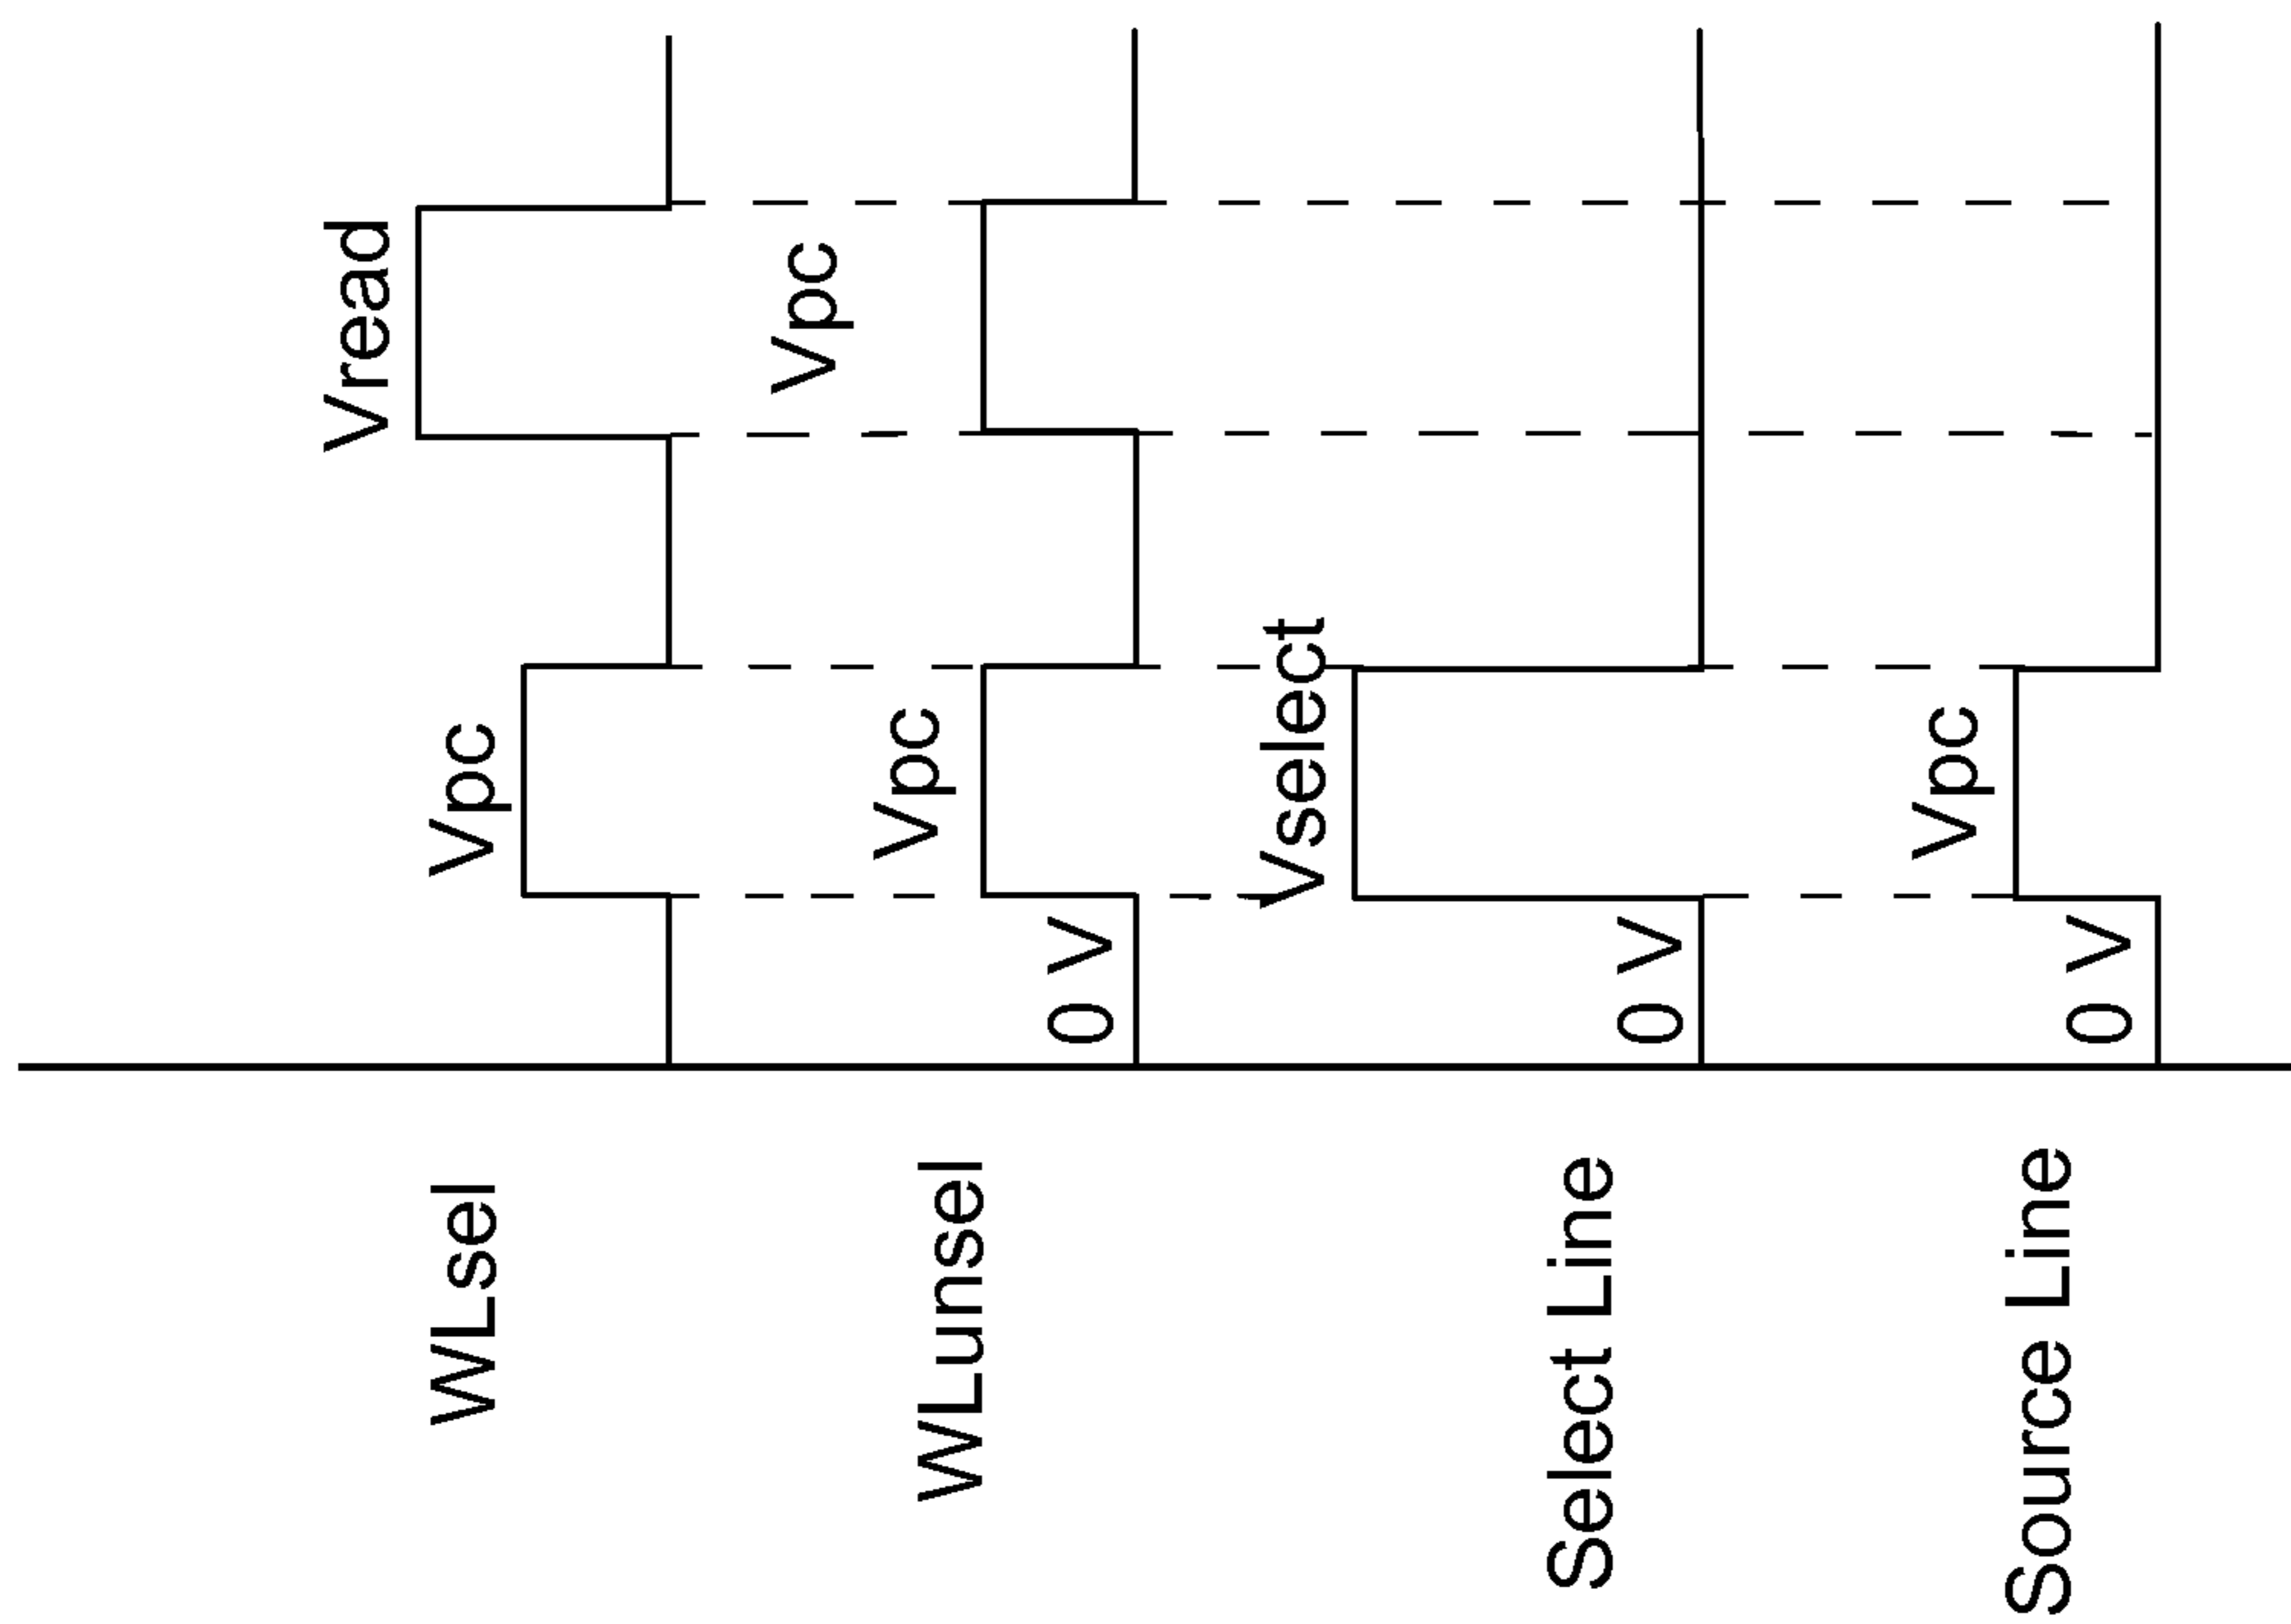 WLsel
Vpc
Vread
WLunsel
0 V
Vpc
Vpc
Select Line
0 V
Vselect
Source Line
0 V
Vpc